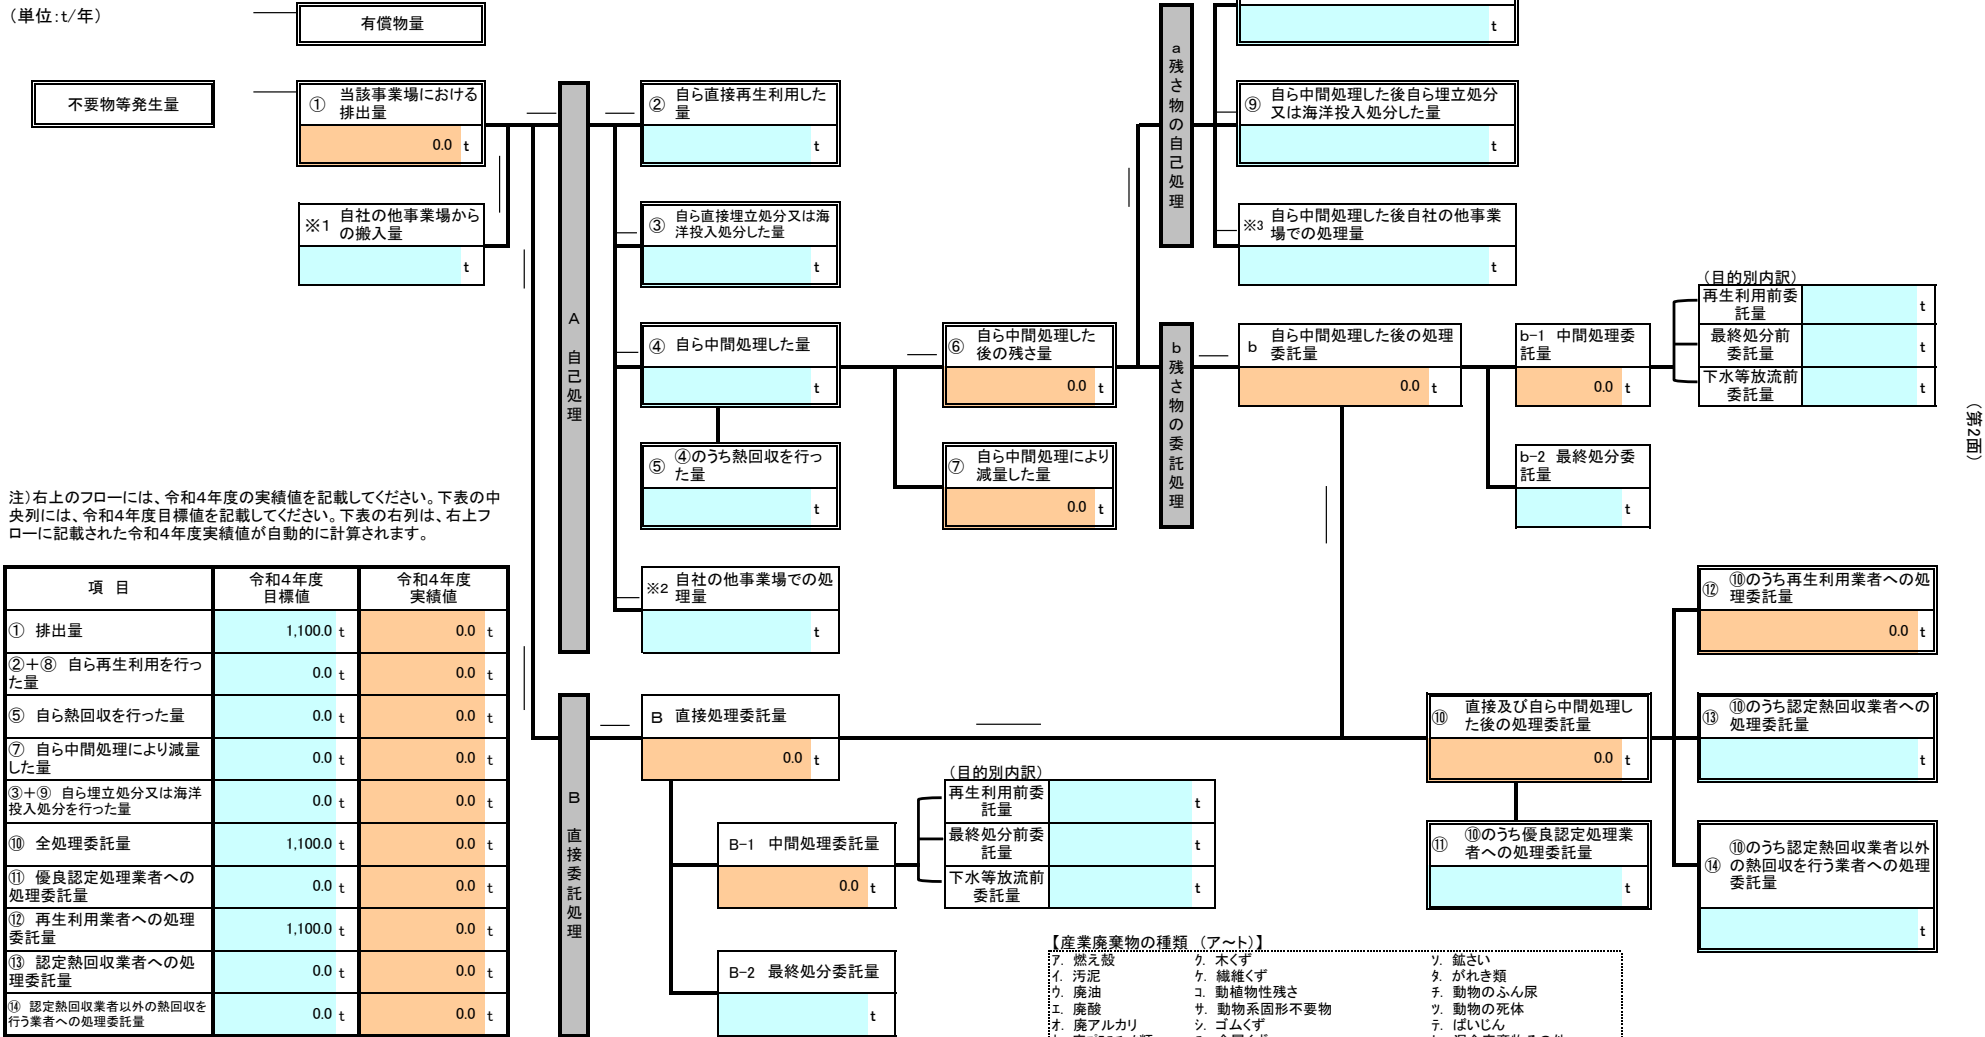 (単位:t/年)
有償物量
t
不要物等発生量
① 当該事業場における
排出量
0.0 t
※1 自社の他事業場から
の搬入量
t
A 自己処理
② 自ら直接再生利用した
量
t
③ 自ら直接埋立処分又は海
洋投入処分した量
t
④ 自ら中間処理した量
t
⑤ ④のうち熱回収を行っ
た量
t
※2 自社の他事業場での処
理量
t
⑥ 自ら中間処理した
後の残さ量
0.0 t
⑦ 自ら中間処理により
減量した量
0.0 t
a残さ物の自己処理
⑨ 自ら中間処理した後自ら埋立処分
又は海洋投入処分した量
t
※3 自ら中間処理した後自社の他事業
場での処理量
t
b残さ物の委託処理
b 自ら中間処理した後の処理
委託量
0.0 t
b-1 中間処理委
託量
0.0 t
b-2 最終処分委
託量
t
(目的別内訳)
再生利用前委
託量
t
最終処分前
委託量
t
下水等放流前
委託量
t
(第2面)
注)右上のフローには、令和4年度の実績値を記載してください。下表の中
央列には、令和4年度目標値を記載してください。下表の右列は、右上フ
ローに記載された令和4年度実績値が自動的に計算されます。
項 目 令和4年度
目標値 令和4年度
実績値
① 排出量 1,100.0 t 0.0 t
②+⑧ 自ら再生利用を行っ
た量 0.0 t 0.0 t
⑤ 自ら熱回収を行った量 0.0 t 0.0 t
⑦ 自ら中間処理により減量
した量 0.0 t 0.0 t
③+⑨ 自ら埋立処分又は海洋
投入処分を行った量 0.0 t 0.0 t
⑩ 全処理委託量 1,100.0 t 0.0 t
⑪ 優良認定処理業者への
処理委託量 0.0 t 0.0 t
⑫ 再生利用業者への処理
委託量 1,100.0 t 0.0 t
⑬ 認定熱回収業者への処
理委託量 0.0 t 0.0 t
⑭ 認定熱回収業者以外の熱回収を
行う業者への処理委託量 0.0 t 0.0 t
B 直接委託処理
B 直接処理委託量
0.0 t
B-1 中間処理委託量
0.0 t
B-2 最終処分委託量
t
(目的別内訳)
再生利用前委
託量
t
最終処分前委
託量
t
下水等放流前
委託量
t
⑩ 直接及び自ら中間処理し
た後の処理委託量
0.0 t
⑪ ⑩のうち優良認定処理業
者への処理委託量
t
⑫ ⑩のうち再生利用業者への処
理委託量
0.0 t
⑬ ⑩のうち認定熱回収業者への
処理委託量
t
⑭ ⑩のうち認定熱回収業者以外
の熱回収を行う業者への処理
委託量
t
【産業廃棄物の種類 (ア~ト)】
ア. 燃え殻 ク. 木くず ソ. 鉱さい
イ. 汚泥 ケ. 繊維くず タ. がれき類
ウ. 廃油 コ. 動植物性残さ チ. 動物のふん尿
エ. 廃酸 サ. 動物系固形不要物 ツ. 動物の死体
オ. 廃アルカリ シ. ゴムくず テ. ばいじん